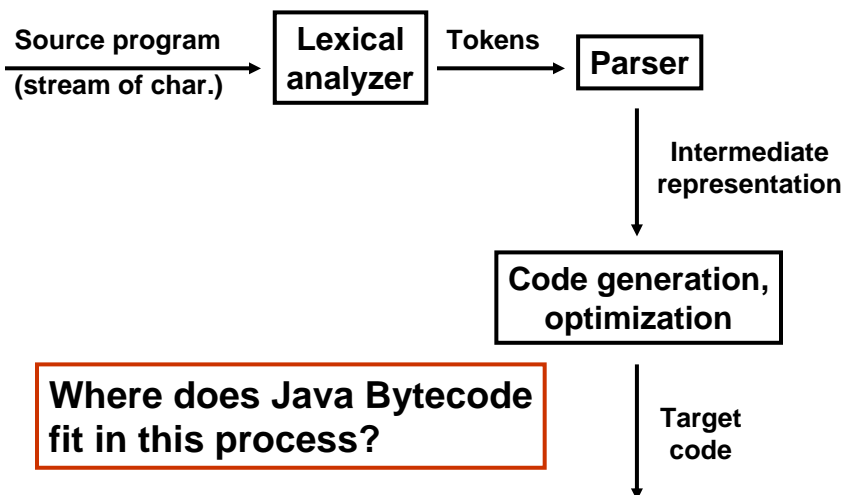 Source program
(stream of char.)
Lexical
analyzer
Tokens
Parser
Intermediate
representation
Code generation,
optimization
Where does Java Bytecode
fit in this process?
Target
code